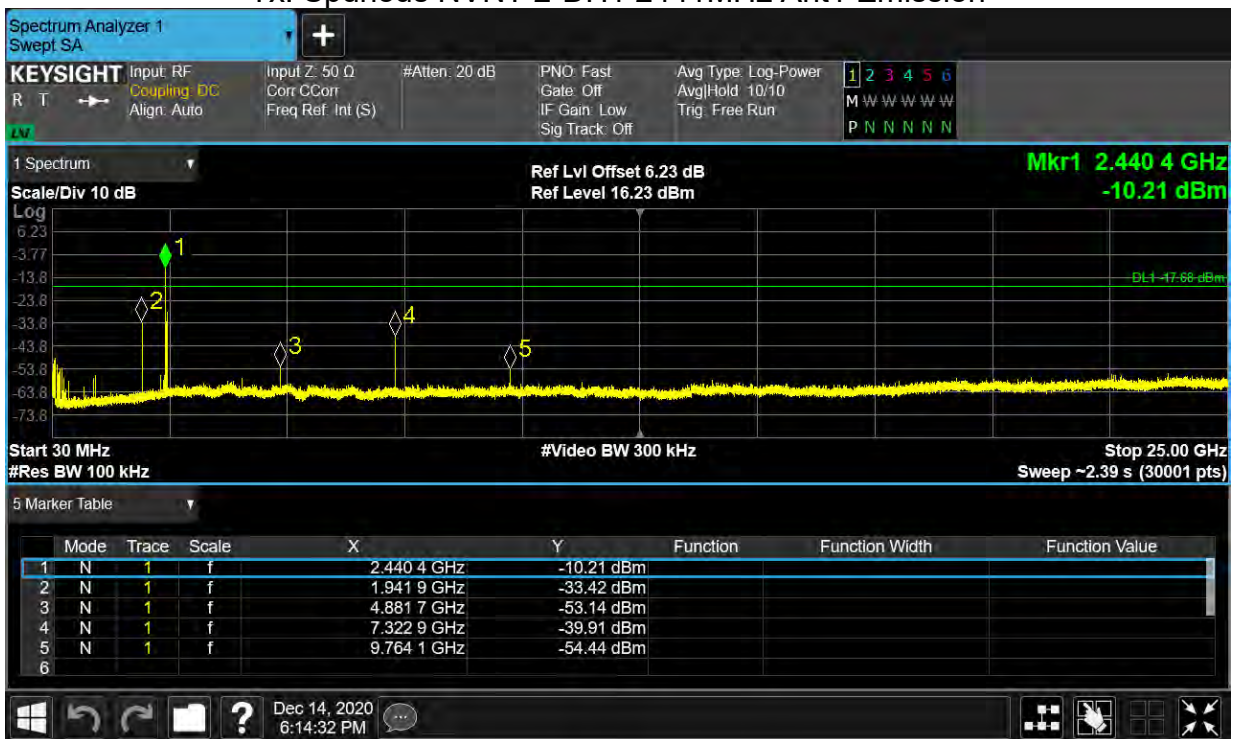 Spectrum Analyzer 1
Swept SA
+
KEYSIGHT Input: RF Input Z: 50 Ω #Atten: 20 dB PNO: Fast Avg Type: Log-Power 1 2 3 4 5 6
R T Coupling: DC Corr CCorr Gate: Off Avg|Hold: 10/10 M W W W W W
Align: Auto Freq Ref: Int (S) IF Gain: Low Trig: Free Run
Sig Track: Off P N N N N N
1 Spectrum Ref Lvl Offset 6.23 dB Mkr1 2.440 4 GHz
Scale/Div 10 dB Ref Level 16.23 dBm -10.21 dBm
Log
6.23
1
-3.77
-13.8 DL1 -17.68 dBm
-23.8 2
-33.8 4
-43.8 3 5
-53.8
-63.8
-73.8
Start 30 MHz #Video BW 300 kHz Stop 25.00 GHz
#Res BW 100 kHz Sweep ~2.39 s (30001 pts)
5 Marker Table
Mode Trace Scale X Y Function Function Width Function Value
1 N 1 f 2.440 4 GHz -10.21 dBm
2 N 1 f 1.941 9 GHz -33.42 dBm
3 N 1 f 4.881 7 GHz -53.14 dBm
4 N 1 f 7.322 9 GHz -39.91 dBm
5 N 1 f 9.764 1 GHz -54.44 dBm
6
? Dec 14, 2020
6:14:32 PM